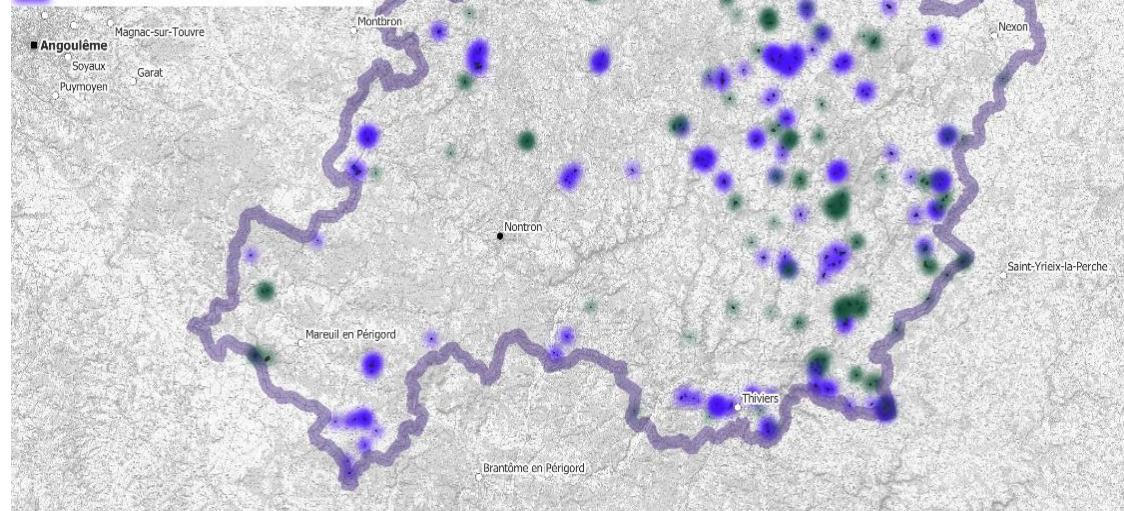 Montbron
Magnac-sur-Touvre
Nexon
Angoulême
Soyaux
Garat
Puymoyen
Nontron
Saint-Yrieix-la-Perche
Mareuil en Périgord
Thiviers
Brantôme en Périgord